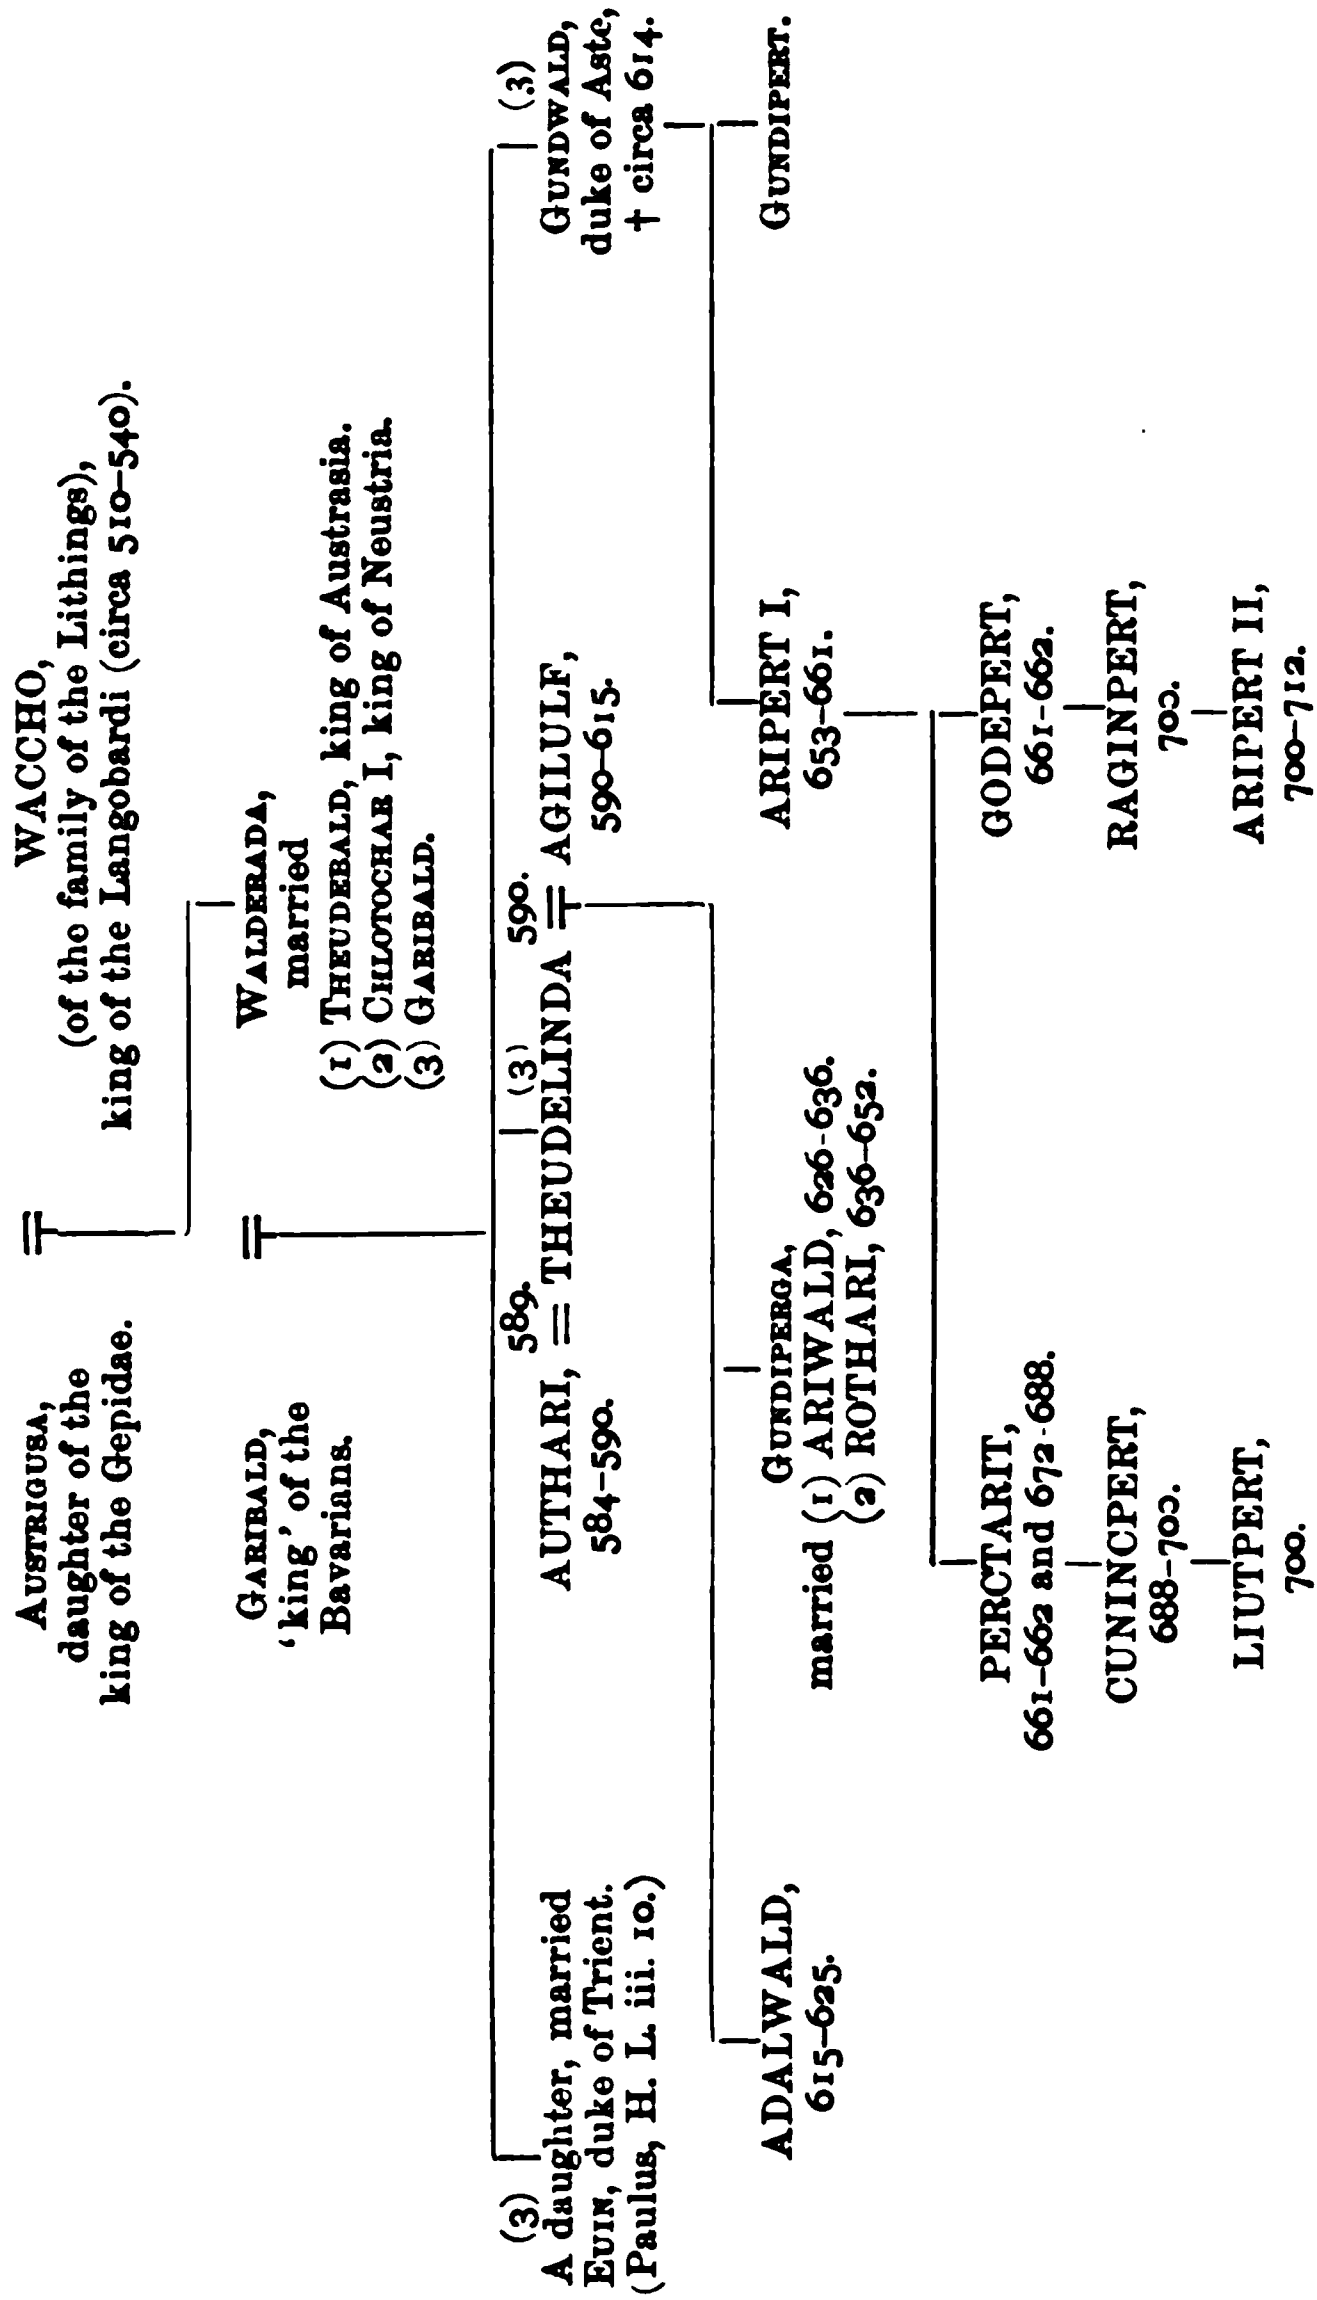 AUSTRIGUSA,
daughter of the
king of the Gepidae.
WACCHO,
(of the family of the Lithings),
king of the Langobardi (circa 510–540).
GARIBALD,
‘king’ of the
Bavarians.
WALDERADA,
married
(1) THEUDEBALD, king of Austrasia.
(2) CHLOTOCHAR I, king of Neustria.
(3) GARIBALD.
(3)
A daughter, married
EUIN, duke of Trient.
(Paulus, H. L. iii. 10.)
589. (3) 590.
AUTHARI, = THEUDELINDA = AGILULF,
584–590. 590–615.
(3)
GUNDWALD,
duke of Aste,
† circa 614.
ADALWALD,
615–625.
GUNDIPERGA,
married (1) ARIWALD, 626–636.
(2) ROTHARI, 636–652.
ARIPERT I,
653–661.
GUNDIPERT.
PERCTARIT,
661–662 and 672–688.
GODEPERT,
661–662.
CUNINCPERT,
688–700.
RAGINPERT,
700.
LIUTPERT,
700.
ARIPERT II,
700–712.